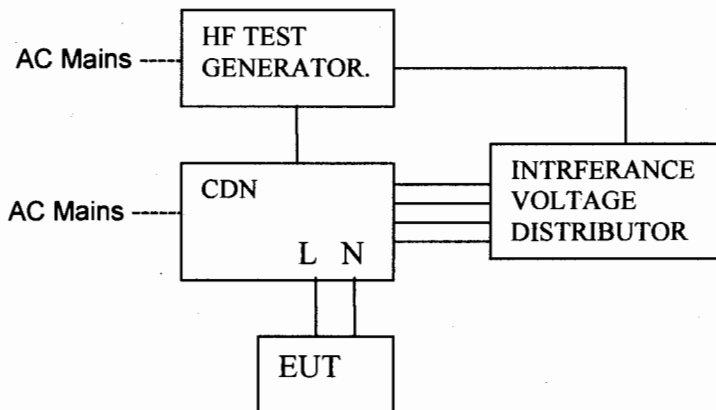 HF TEST
GENERATOR.
AC Mains
CDN
AC Mains
L N
INTRFERANCE
VOLTAGE
DISTRIBUTOR
EUT